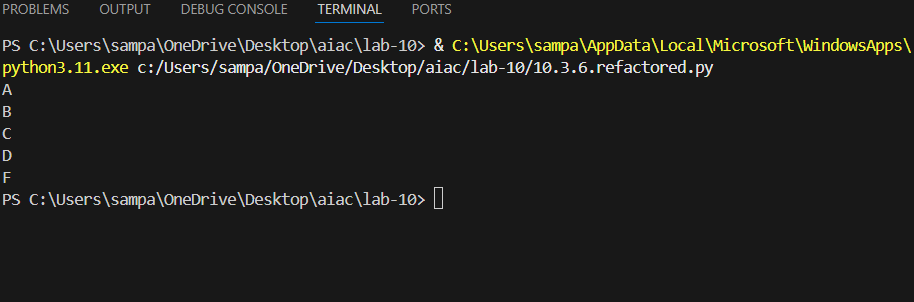 PROBLEMS OUTPUT DEBUG CONSOLE TERMINAL PORTS
PS C:\Users\sampa\OneDrive\Desktop\aiac\lab-10> & C:\Users\sampa\AppData\Local\Microsoft\WindowsApps\
python3.11.exe c:/Users/sampa/OneDrive/Desktop/aiac/lab-10/10.3.6.refactored.py
A
B
C
D
F
PS C:\Users\sampa\OneDrive\Desktop\aiac\lab-10>